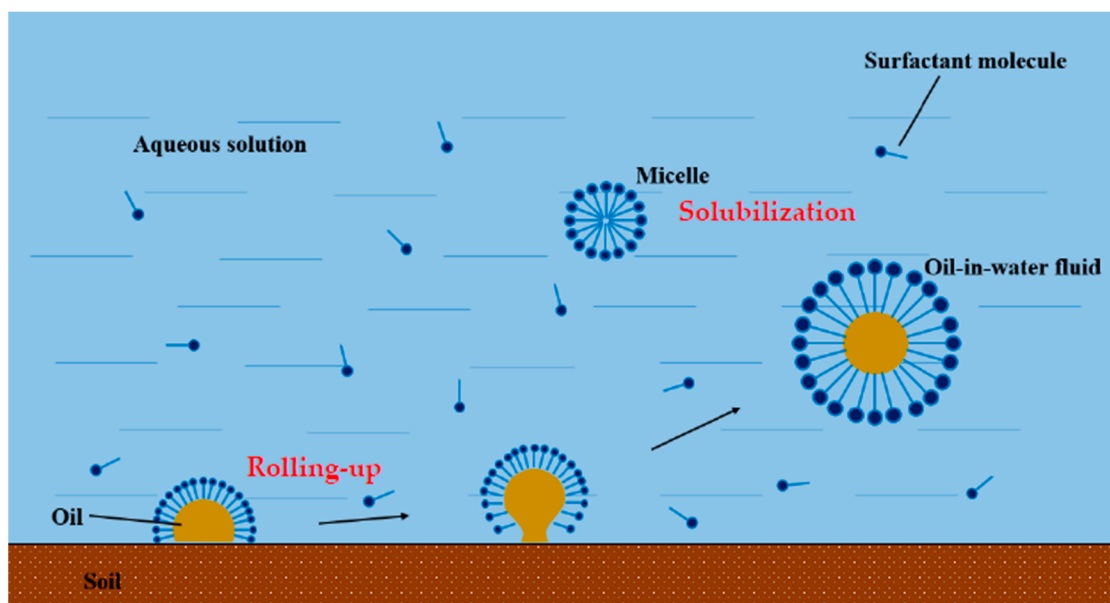 Surfactant molecule
Aqueous solution
Micelle
Solubilization
Oil-in-water fluid
Rolling-up
Oil
Soil